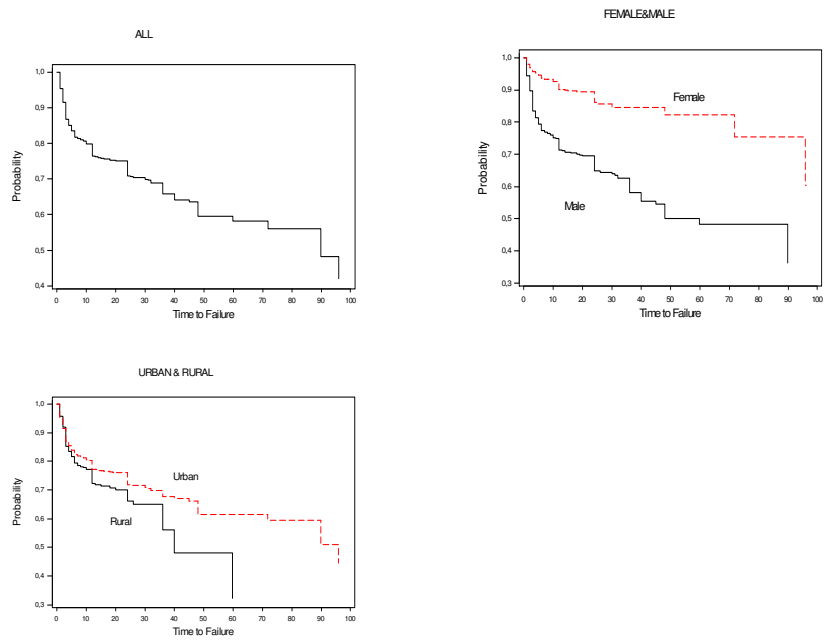 ALL
1,0
0,9
0,8
0,7
0,6
0,5
0,4
Probability
0 10 20 30 40 50 60 70 80 90 100
Time to Failure
FEMALE&MALE
1,0
0,9
0,8
0,7
0,6
0,5
0,4
0,3
Probability
Female
Male
0 10 20 30 40 50 60 70 80 90 100
Time to Failure
URBAN & RURAL
1,0
0,9
0,8
0,7
0,6
0,5
0,4
0,3
Probability
Urban
Rural
0 10 20 30 40 50 60 70 80 90 100
Time to Failure